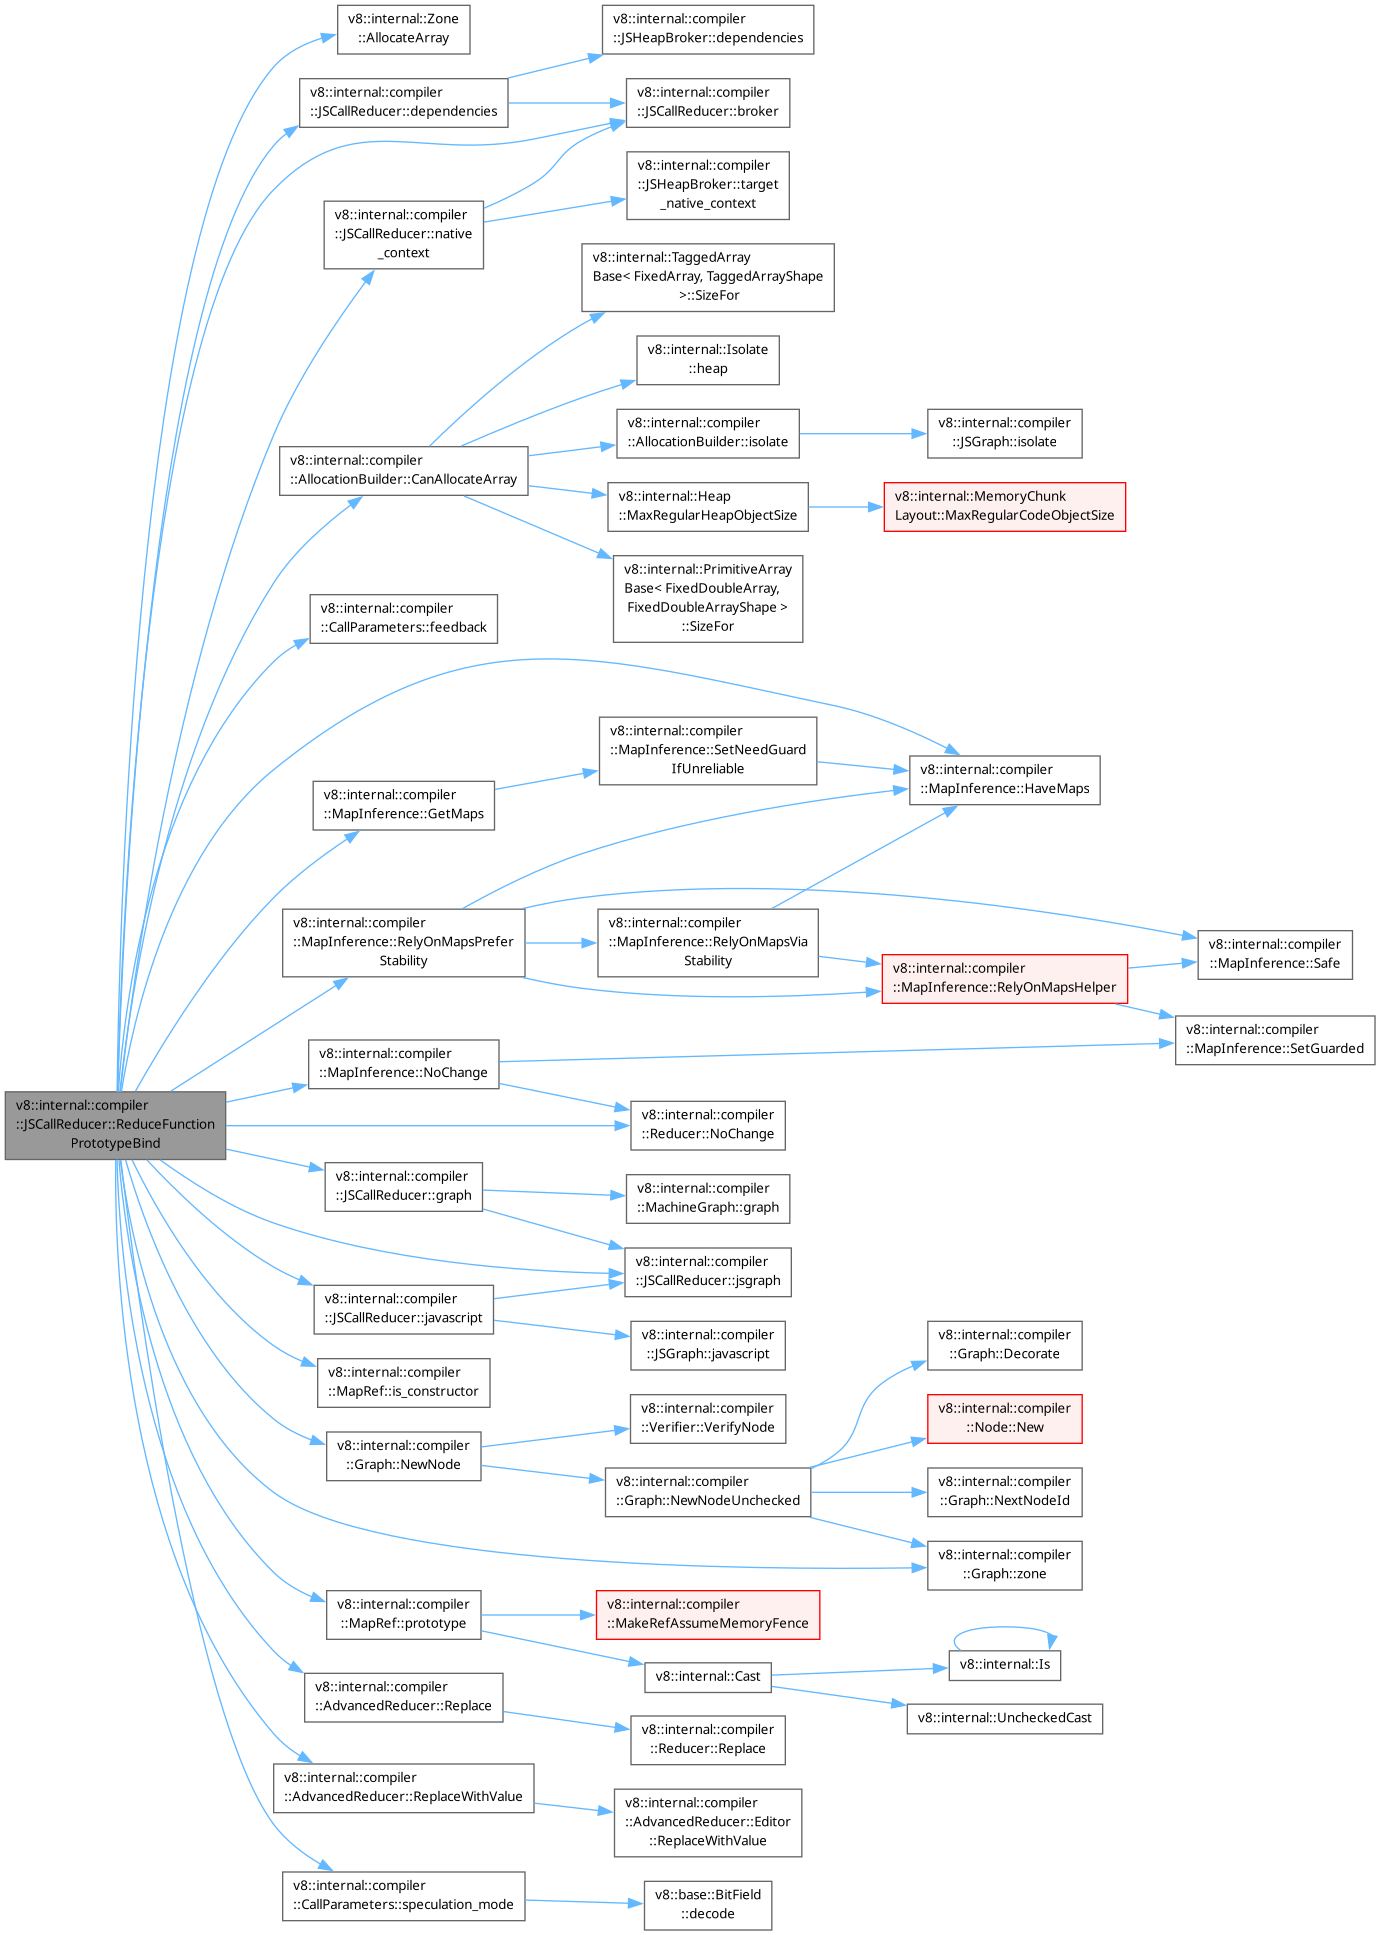 v8::internal::Zone
::AllocateArray
v8::internal::compiler
::JSHeapBroker::dependencies
v8::internal::compiler
::JSCallReducer::dependencies
v8::internal::compiler
::JSCallReducer::broker
v8::internal::compiler
::JSHeapBroker::target
_native_context
v8::internal::compiler
::JSCallReducer::native
_context
v8::internal::TaggedArray
Base< FixedArray, TaggedArrayShape
>::SizeFor
v8::internal::Isolate
::heap
v8::internal::compiler
::AllocationBuilder::isolate
v8::internal::compiler
::JSGraph::isolate
v8::internal::compiler
::AllocationBuilder::CanAllocateArray
v8::internal::Heap
::MaxRegularHeapObjectSize
v8::internal::MemoryChunk
Layout::MaxRegularCodeObjectSize
v8::internal::PrimitiveArray
Base< FixedDoubleArray,
FixedDoubleArrayShape >
::SizeFor
v8::internal::compiler
::CallParameters::feedback
v8::internal::compiler
::MapInference::SetNeedGuard
IfUnreliable
v8::internal::compiler
::MapInference::HaveMaps
v8::internal::compiler
::MapInference::GetMaps
v8::internal::compiler
::MapInference::RelyOnMapsPrefer
Stability
v8::internal::compiler
::MapInference::RelyOnMapsVia
Stability
v8::internal::compiler
::MapInference::Safe
v8::internal::compiler
::MapInference::RelyOnMapsHelper
v8::internal::compiler
::MapInference::SetGuarded
v8::internal::compiler
::MapInference::NoChange
v8::internal::compiler
::JSCallReducer::ReduceFunction
PrototypeBind
v8::internal::compiler
::Reducer::NoChange
v8::internal::compiler
::JSCallReducer::graph
v8::internal::compiler
::MachineGraph::graph
v8::internal::compiler
::JSCallReducer::jsgraph
v8::internal::compiler
::JSCallReducer::javascript
v8::internal::compiler
::JSGraph::javascript
v8::internal::compiler
::Graph::Decorate
v8::internal::compiler
::MapRef::is_constructor
v8::internal::compiler
::Verifier::VerifyNode
v8::internal::compiler
::Node::New
v8::internal::compiler
::Graph::NewNode
v8::internal::compiler
::Graph::NewNodeUnchecked
v8::internal::compiler
::Graph::NextNodeId
v8::internal::compiler
::Graph::zone
v8::internal::compiler
::MapRef::prototype
v8::internal::compiler
::MakeRefAssumeMemoryFence
v8::internal::Cast
v8::internal::Is
v8::internal::UncheckedCast
v8::internal::compiler
::AdvancedReducer::Replace
v8::internal::compiler
::Reducer::Replace
v8::internal::compiler
::AdvancedReducer::ReplaceWithValue
v8::internal::compiler
::AdvancedReducer::Editor
::ReplaceWithValue
v8::internal::compiler
::CallParameters::speculation_mode
v8::base::BitField
::decode